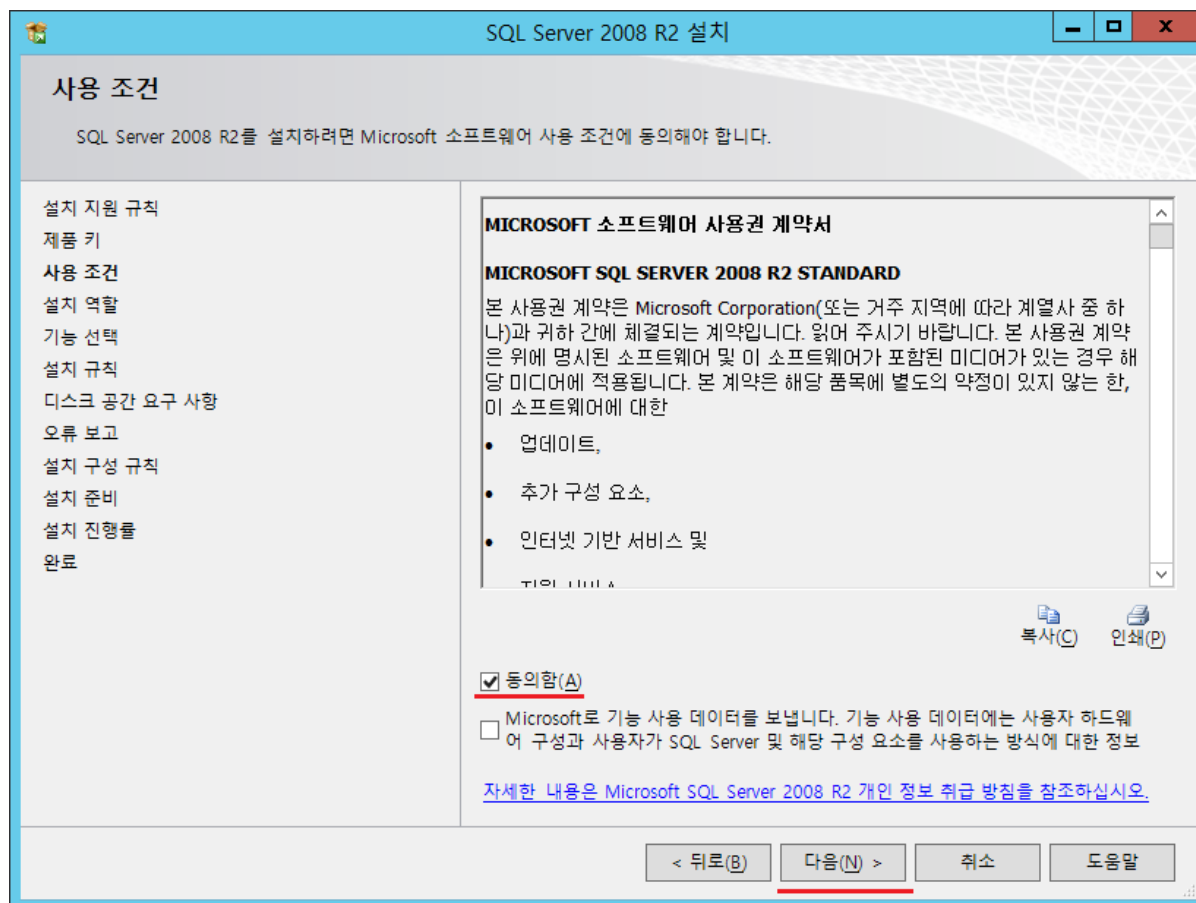 SQL Server 2008 R2 설치
사용 조건
SQL Server 2008 R2를 설치하려면 Microsoft 소프트웨어 사용 조건에 동의해야 합니다.
설치 지원 규칙
제품 키
사용 조건
설치 역할
기능 선택
설치 규칙
디스크 공간 요구 사항
오류 보고
설치 구성 규칙
설치 준비
설치 진행률
완료
MICROSOFT 소프트웨어 사용권 계약서
MICROSOFT SQL SERVER 2008 R2 STANDARD
본 사용권 계약은 Microsoft Corporation(또는 거주 지역에 따라 계열사 중 하
나)과 귀하 간에 체결되는 계약입니다. 읽어 주시기 바랍니다. 본 사용권 계약
은 위에 명시된 소프트웨어 및 이 소프트웨어가 포함된 미디어가 있는 경우 해
당 미디어에 적용됩니다. 본 계약은 해당 품목에 별도의 약정이 있지 않는 한,
이 소프트웨어에 대한
• 업데이트,
• 추가 구성 요소,
• 인터넷 기반 서비스 및
복사(C) 인쇄(P)
동의함(A)
Microsoft로 기능 사용 데이터를 보냅니다. 기능 사용 데이터에는 사용자 하드웨
어 구성과 사용자가 SQL Server 및 해당 구성 요소를 사용하는 방식에 대한 정보
자세한 내용은 Microsoft SQL Server 2008 R2 개인 정보 취급 방침을 참조하십시오.
< 뒤로(B) 다음(N) > 취소 도움말